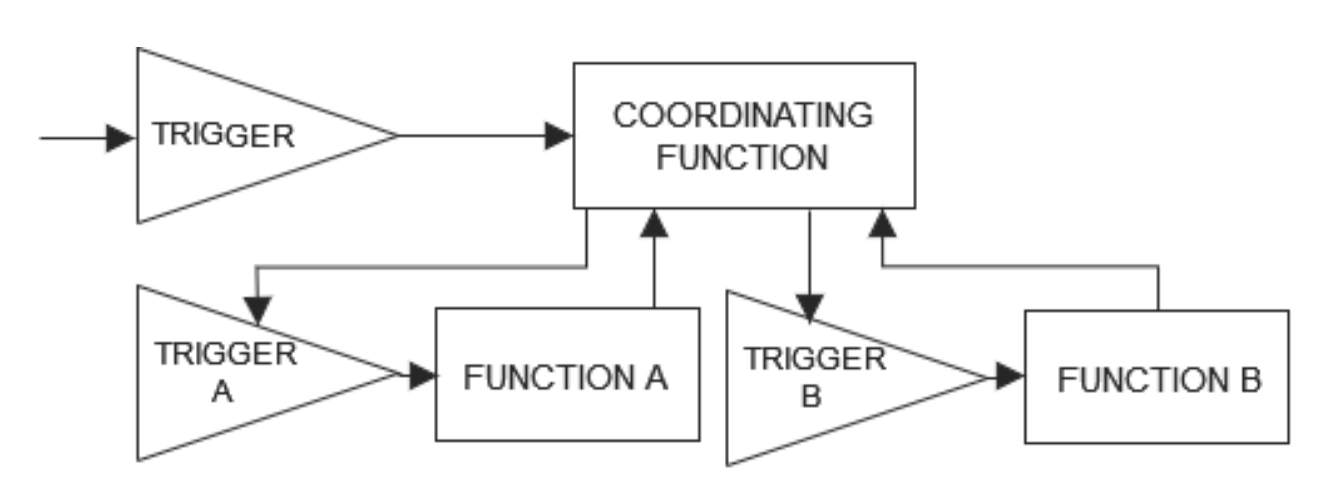 TRIGGER
COORDINATING
FUNCTION
TRIGGER
A
FUNCTION A
TRIGGER
B
FUNCTION B